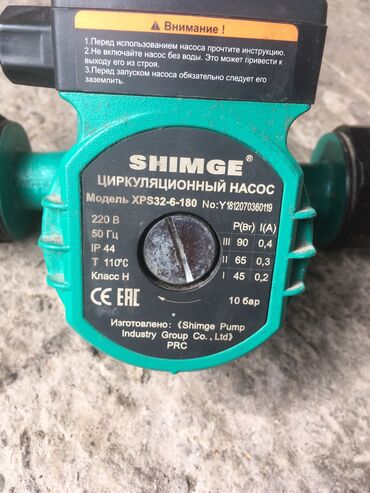 ⚠ Внимание !
1.Перед использованием насоса прочтите инструкцию.
2.Не включайте насос без воды. Это может привести к
выходу его из строя.
3.Перед запуском насоса обязательно следует его
заземлить.
SHIMGE®
ЦИРКУЛЯЦИОННЫЙ НАСОС
Модель XPS32-6-180 No:Y1812070360119
220 В
50 Гц
IP 44
T 110°C
Класс H
P(Вт) I(A)
III 90 0,4
II 65 0,3
I 45 0,2
CE EAC
10 бар
Изготовлено: 《Shimge Pump
Industry Group Co., Ltd》
PRC